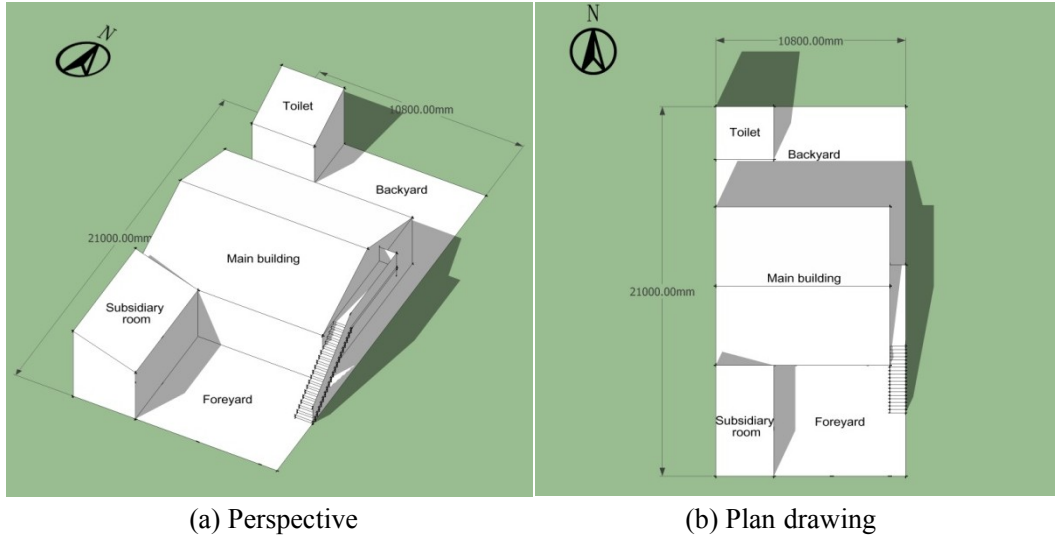 N
10800.00mm
Toilet
Backyard
21000.00mm
Main building
Subsidiary
room
Foreyard
(a) Perspective
N
10800.00mm
Toilet
Backyard
21000.00mm
Main building
Subsidiary
room
Foreyard
(b) Plan drawing